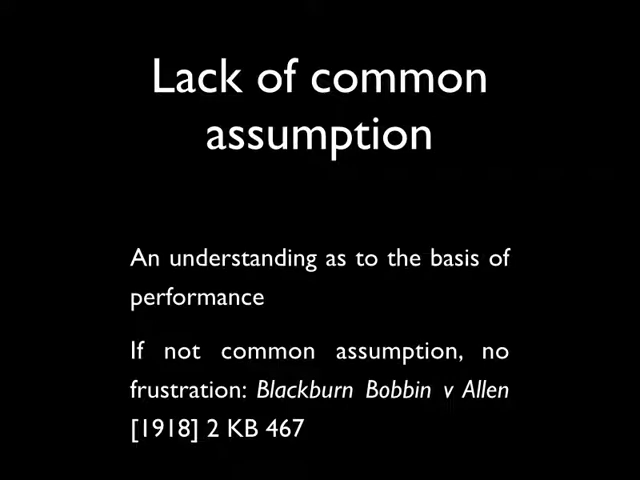 Lack of common
assumption
An understanding as to the basis of
performance
If not common assumption, no
frustration: Blackburn Bobbin v Allen
[1918] 2 KB 467